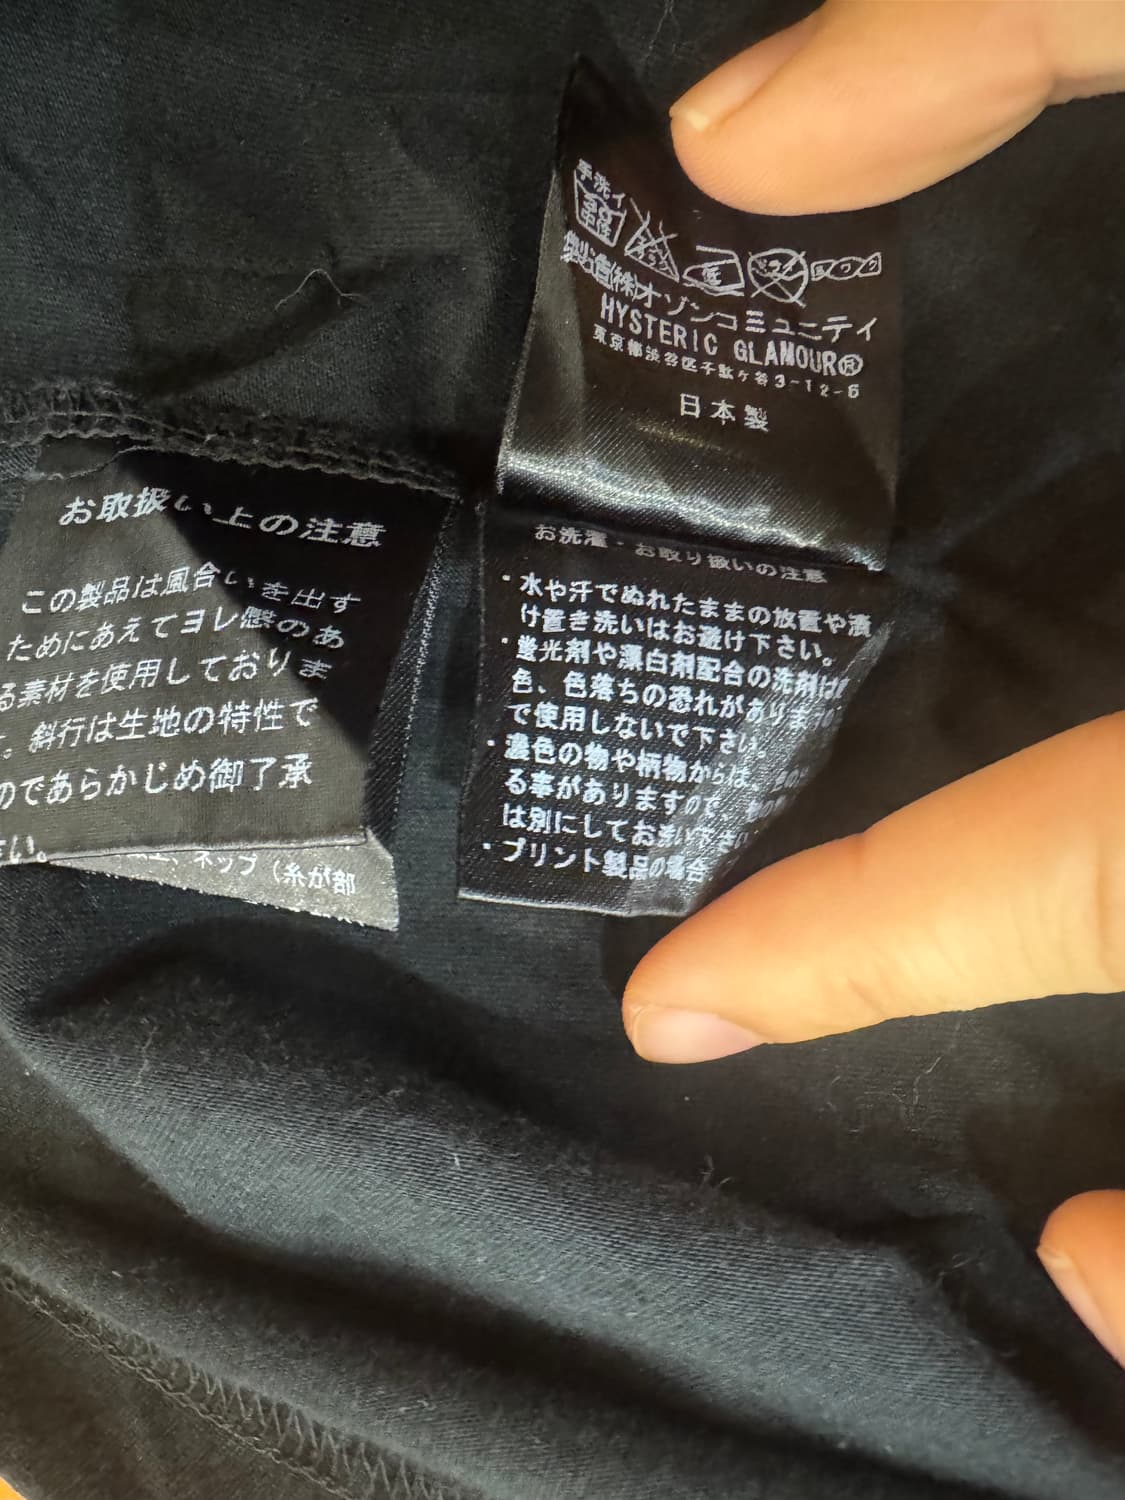 手洗イ
製造(株)オゾンコミュニティ
HYSTERIC GLAMOUR®
東京都渋谷区千駄ヶ谷3-12-6
日本製
お洗濯・お取り扱いの注意
・水や汗でぬれたままの放置や漬
け置き洗いはお避け下さい。
・蛍光剤や漂白剤配合の洗剤は
色、色落ちの恐れがあります
で使用しないで下さい。
・濃色の物や柄物からは、
る事がありますので、
は別にしてお洗い下さい
・プリント製品の場合
お取扱い上の注意
この製品は風合いを出す
ためにあえてヨレ感のあ
る素材を使用しておりま
す。斜行は生地の特性で
のであらかじめ御了承
さい。
ネップ（糸が部